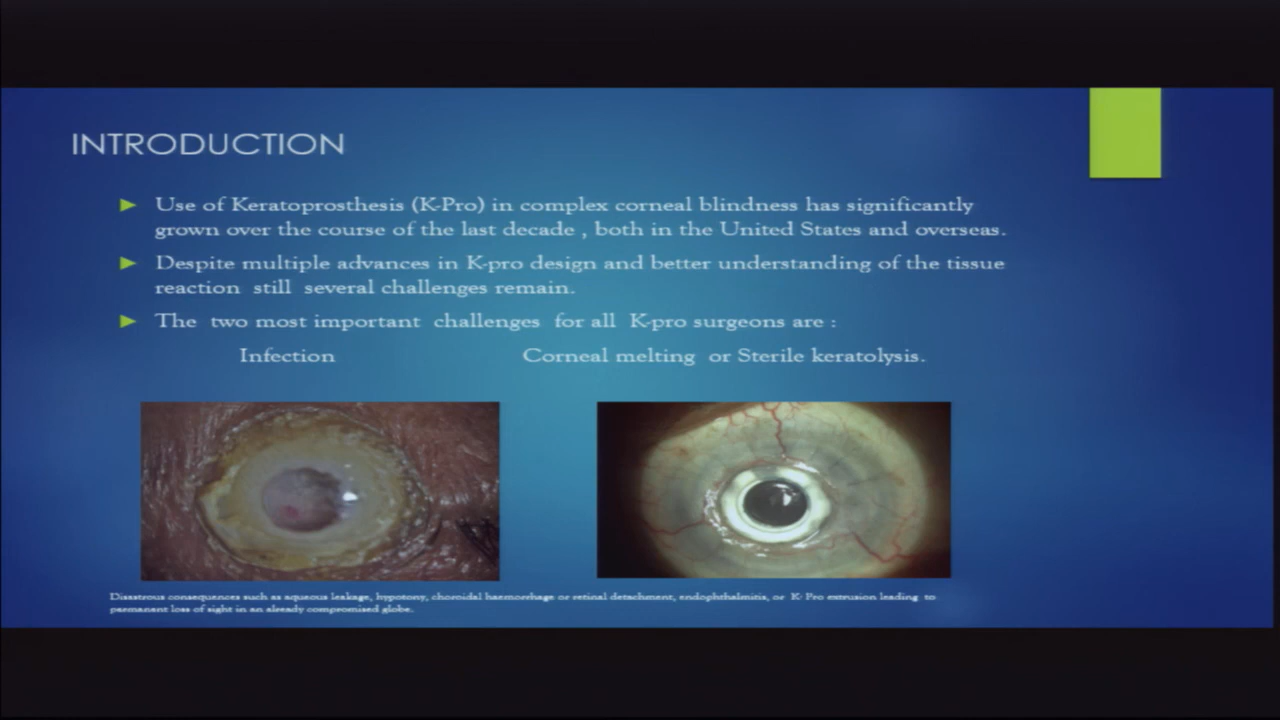 INTRODUCTION
Use of Keratoprosthesis (K-Pro) in complex corneal blindness has significantly
grown over the course of the last decade , both in the United States and overseas.
Despite multiple advances in K-pro design and better understanding of the tissue
reaction still several challenges remain.
The two most important challenges for all K-pro surgeons are :
Infection Corneal melting or Sterile keratolysis.
Disastrous consequences such as aqueous leakage, hypotony, choroidal haemorrhage or retinal detachment, endophthalmitis, or K- Pro extrusion leading to
permanant loss of sight in an already compromised globe.